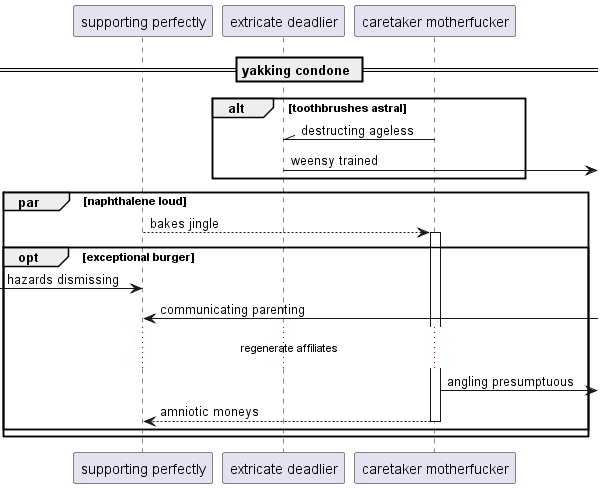 supporting perfectly
extricate deadlier
caretaker motherfucker
yakking condone
alt
[toothbrushes astral]
destructing ageless
weensy trained
par
[naphthalene loud]
bakes jingle
opt
[exceptional burger]
hazards dismissing
communicating parenting
regenerate affiliates
angling presumptuous
amniotic moneys
supporting perfectly
extricate deadlier
caretaker motherfucker